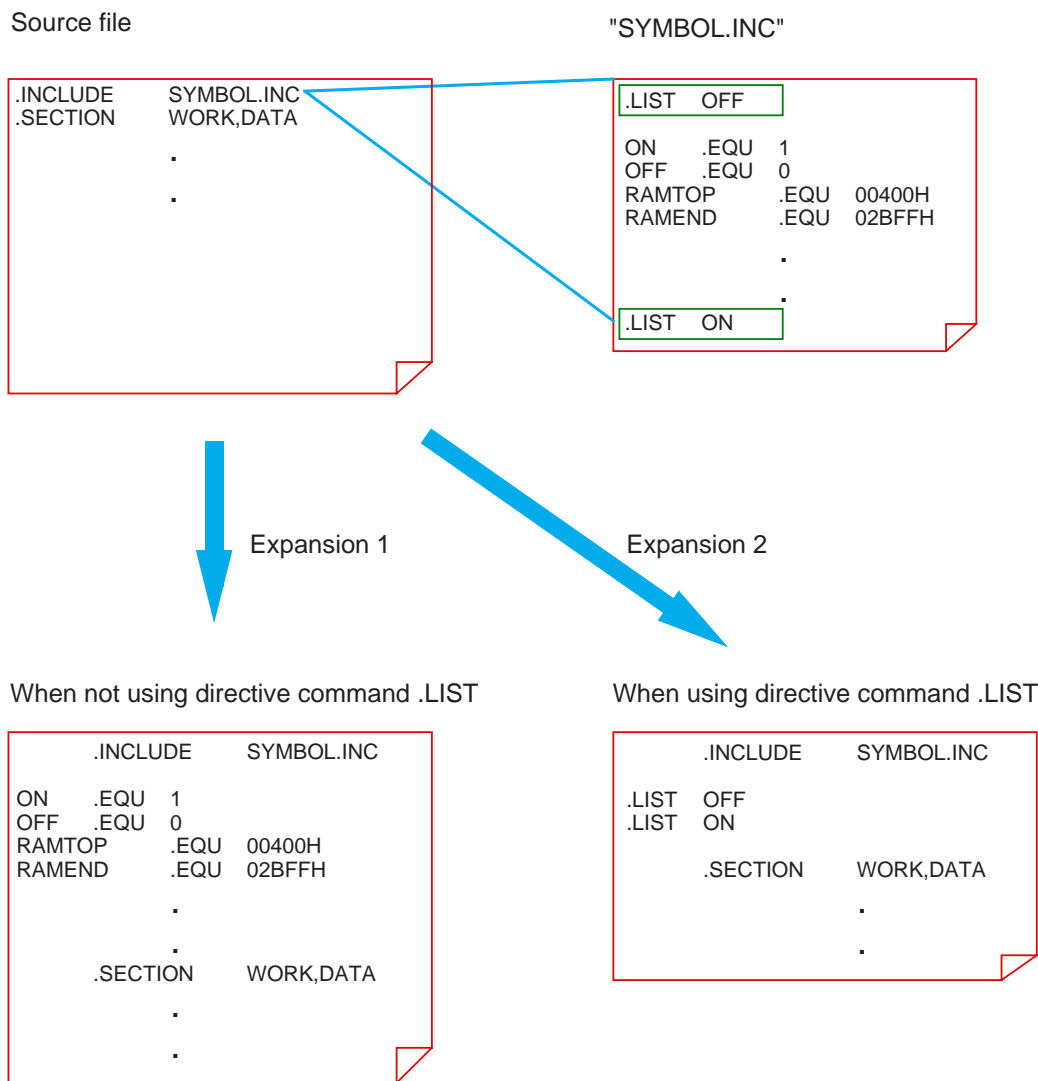 Source file
.INCLUDE SYMBOL.INC
.SECTION WORK,DATA
.
.
"SYMBOL.INC"
.LIST OFF
ON .EQU 1
OFF .EQU 0
RAMTOP .EQU 00400H
RAMEND .EQU 02BFFH
.
.
.LIST ON
Expansion 1
Expansion 2
When not using directive command .LIST
.INCLUDE SYMBOL.INC
ON .EQU 1
OFF .EQU 0
RAMTOP .EQU 00400H
RAMEND .EQU 02BFFH
.
.
.SECTION WORK,DATA
.
.
When using directive command .LIST
.INCLUDE SYMBOL.INC
.LIST OFF
.LIST ON
.SECTION WORK,DATA
.
.